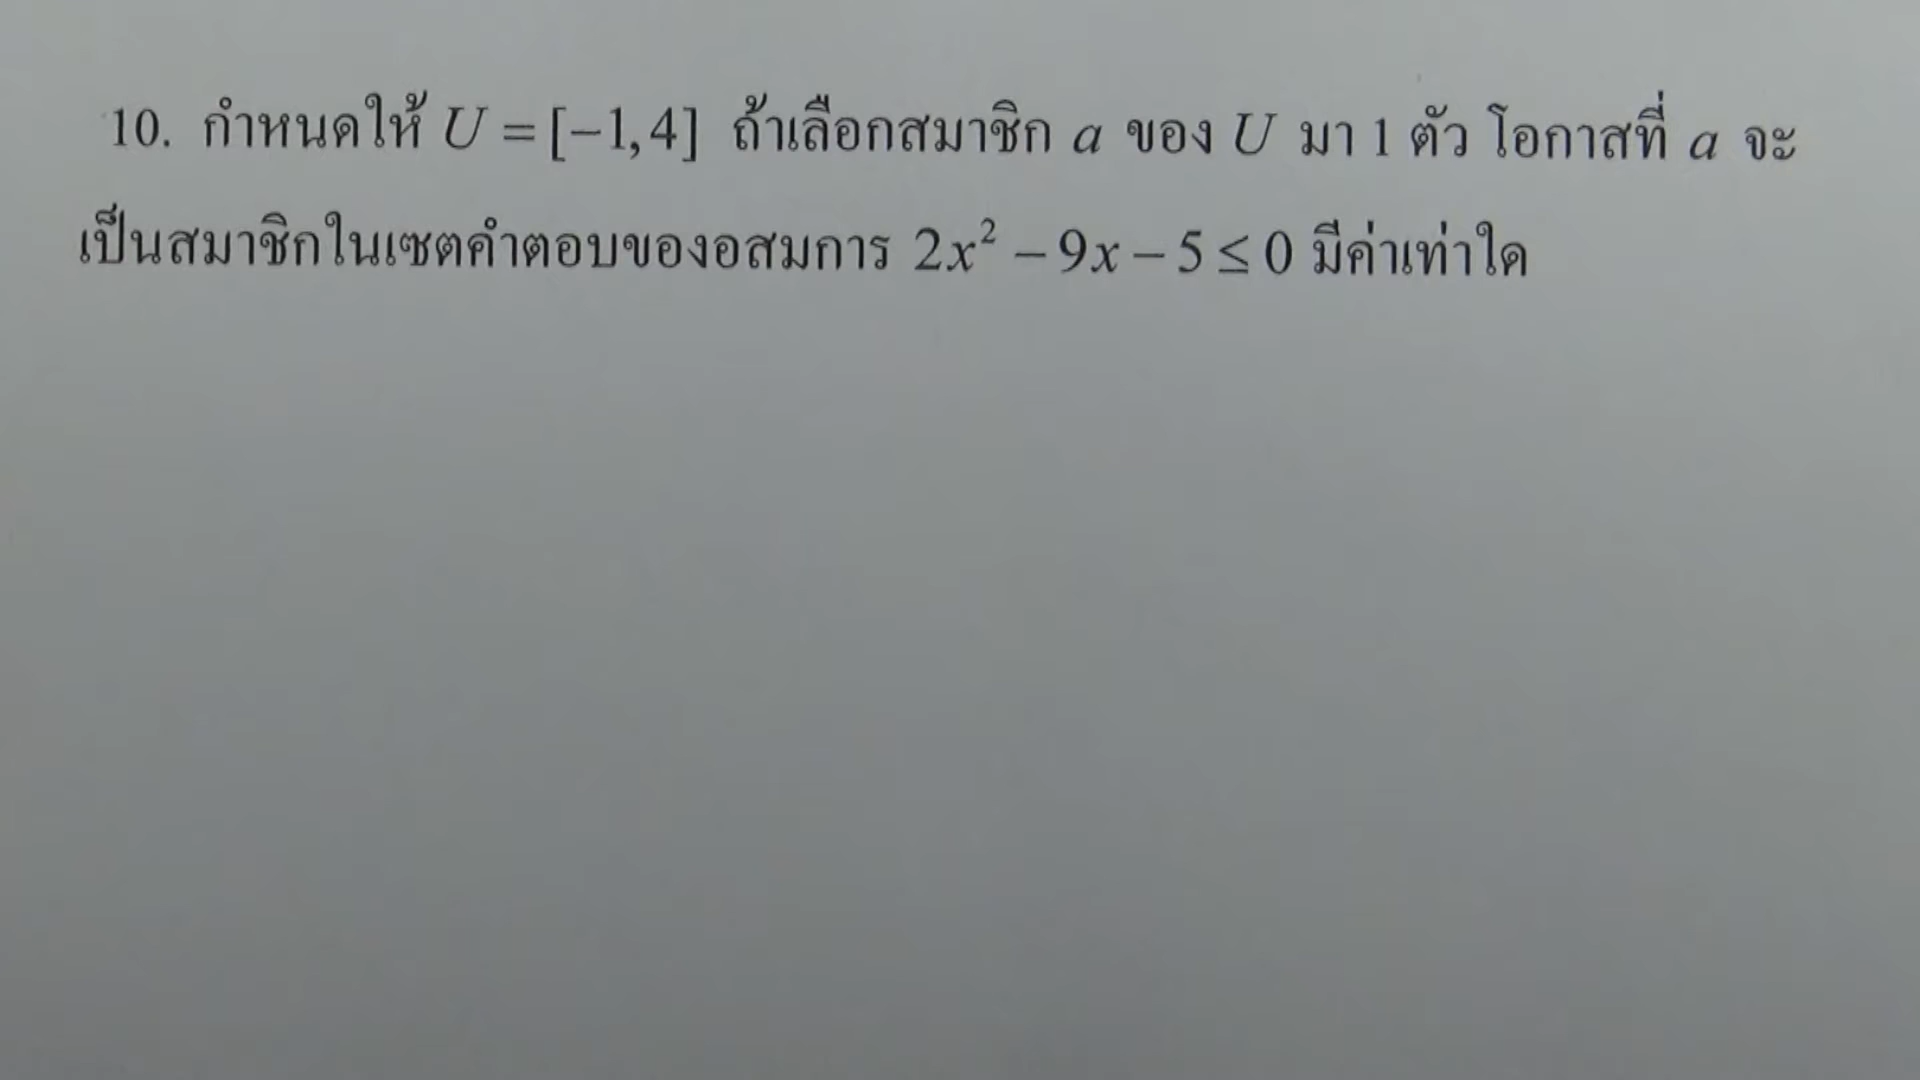 10. กำหนดให้ U = [−1, 4] ถ้าเลือกสมาชิก a ของ U มา 1 ตัว โอกาสที่ a จะ
เป็นสมาชิกในเซตคำตอบของอสมการ 2x² − 9x − 5 ≤ 0 มีค่าเท่าใด